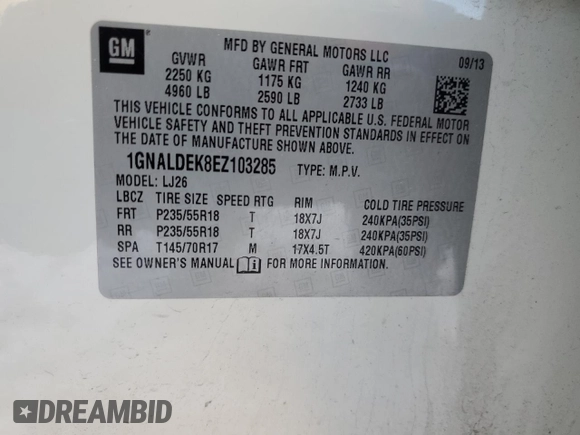 GM
MFD BY GENERAL MOTORS LLC
09/13
GVWR GAWR FRT GAWR RR
2250 KG 1175 KG 1240 KG
4960 LB 2590 LB 2733 LB
THIS VEHICLE CONFORMS TO ALL APPLICABLE U.S. FEDERAL MOTOR
VEHICLE SAFETY AND THEFT PREVENTION STANDARDS IN EFFECT ON
THE DATE OF MANUFACTURE SHOWN ABOVE.
1GNALDEK8EZ103285 TYPE: M.P.V.
MODEL: LJ26
LBCZ TIRE SIZE SPEED RTG RIM COLD TIRE PRESSURE
FRT P235/55R18 T 18X7J 240KPA(35PSI)
RR P235/55R18 T 18X7J 240KPA(35PSI)
SPA T145/70R17 M 17X4.5T 420KPA(60PSI)
SEE OWNER'S MANUAL FOR MORE INFORMATION.
DREAMBID